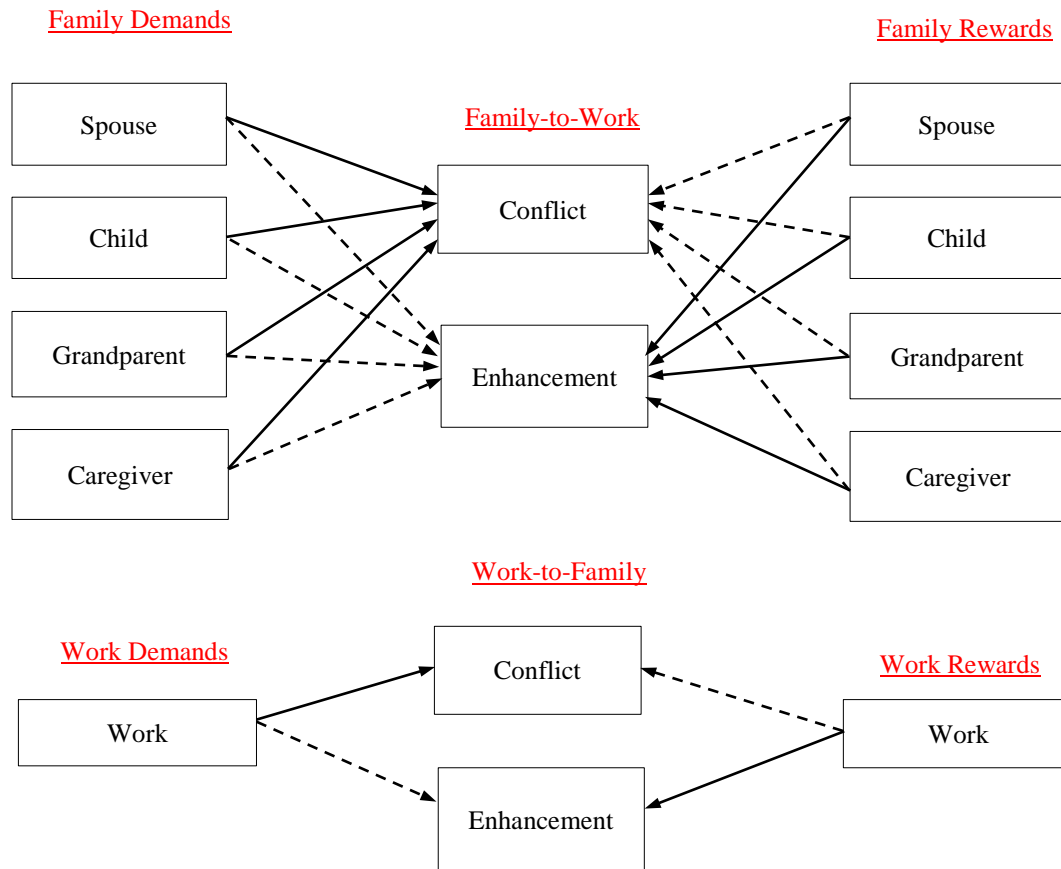 Family Demands
Family Rewards
Family-to-Work
Spouse
Spouse
Conflict
Child
Child
Grandparent
Grandparent
Enhancement
Caregiver
Caregiver
Work-to-Family
Work Demands
Conflict
Work Rewards
Work
Work
Enhancement